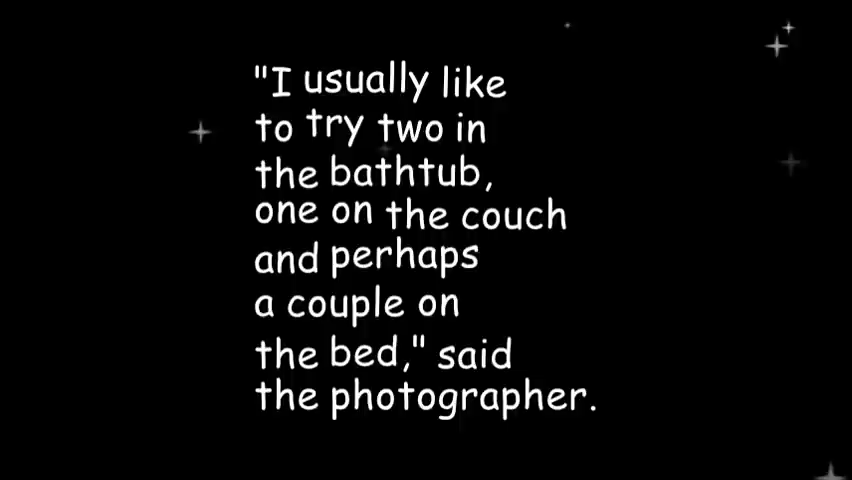 "I usually like
to try two in
the bathtub,
one on the couch
and perhaps
a couple on
the bed," said
the photographer.